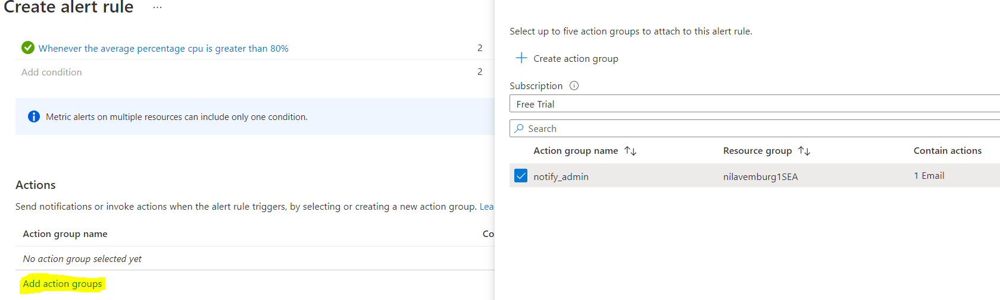 Create alert rule ...
Whenever the average percentage cpu is greater than 80% 2
Add condition 2
Metric alerts on multiple resources can include only one condition.
Actions
Send notifications or invoke actions when the alert rule triggers, by selecting or creating a new action group. Lea
Action group name Co
No action group selected yet
Add action groups
Select up to five action groups to attach to this alert rule.
Create action group
Subscription
Free Trial
Search
Action group name Resource group Contain actions
notify_admin nilavemburg1SEA 1 Email